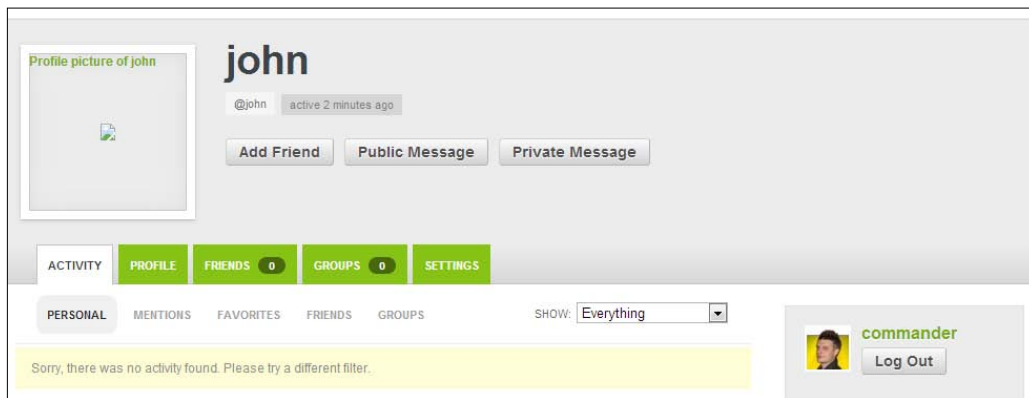 Profile picture of john
john
@john active 2 minutes ago
Add Friend Public Message Private Message
ACTIVITY PROFILE FRIENDS 0 GROUPS 0 SETTINGS
PERSONAL MENTIONS FAVORITES FRIENDS GROUPS SHOW: Everything
Sorry, there was no activity found. Please try a different filter.
commander
Log Out